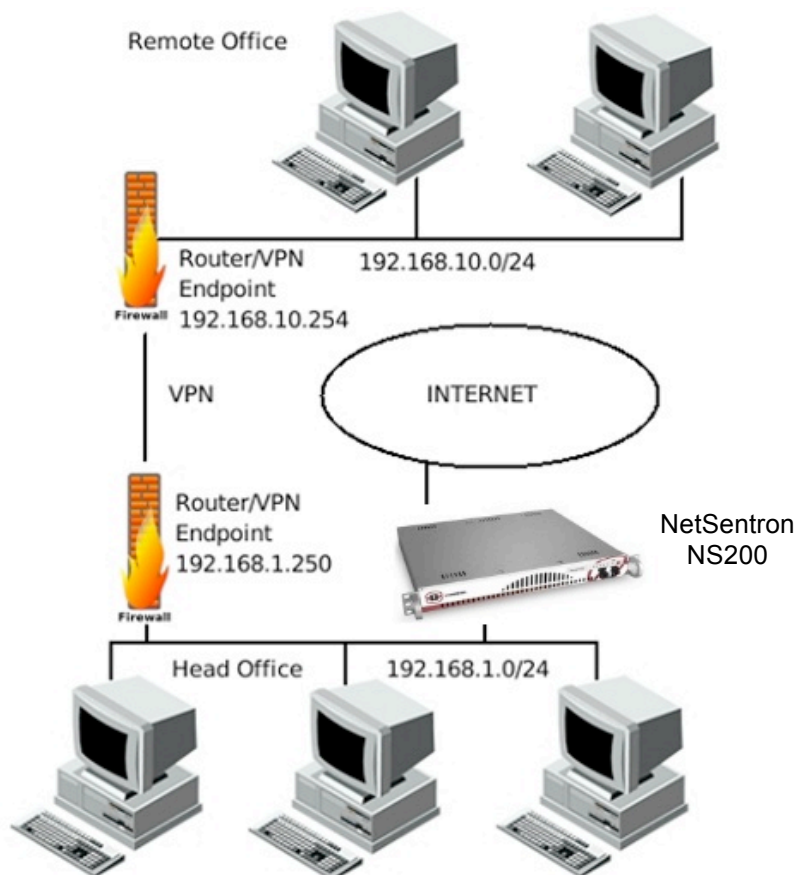 Remote Office
Router/VPN
Endpoint
192.168.10.254
192.168.10.0/24
Firewall
VPN
INTERNET
Router/VPN
Endpoint
192.168.1.250
Firewall
NetSentron
NS200
Head Office
192.168.1.0/24